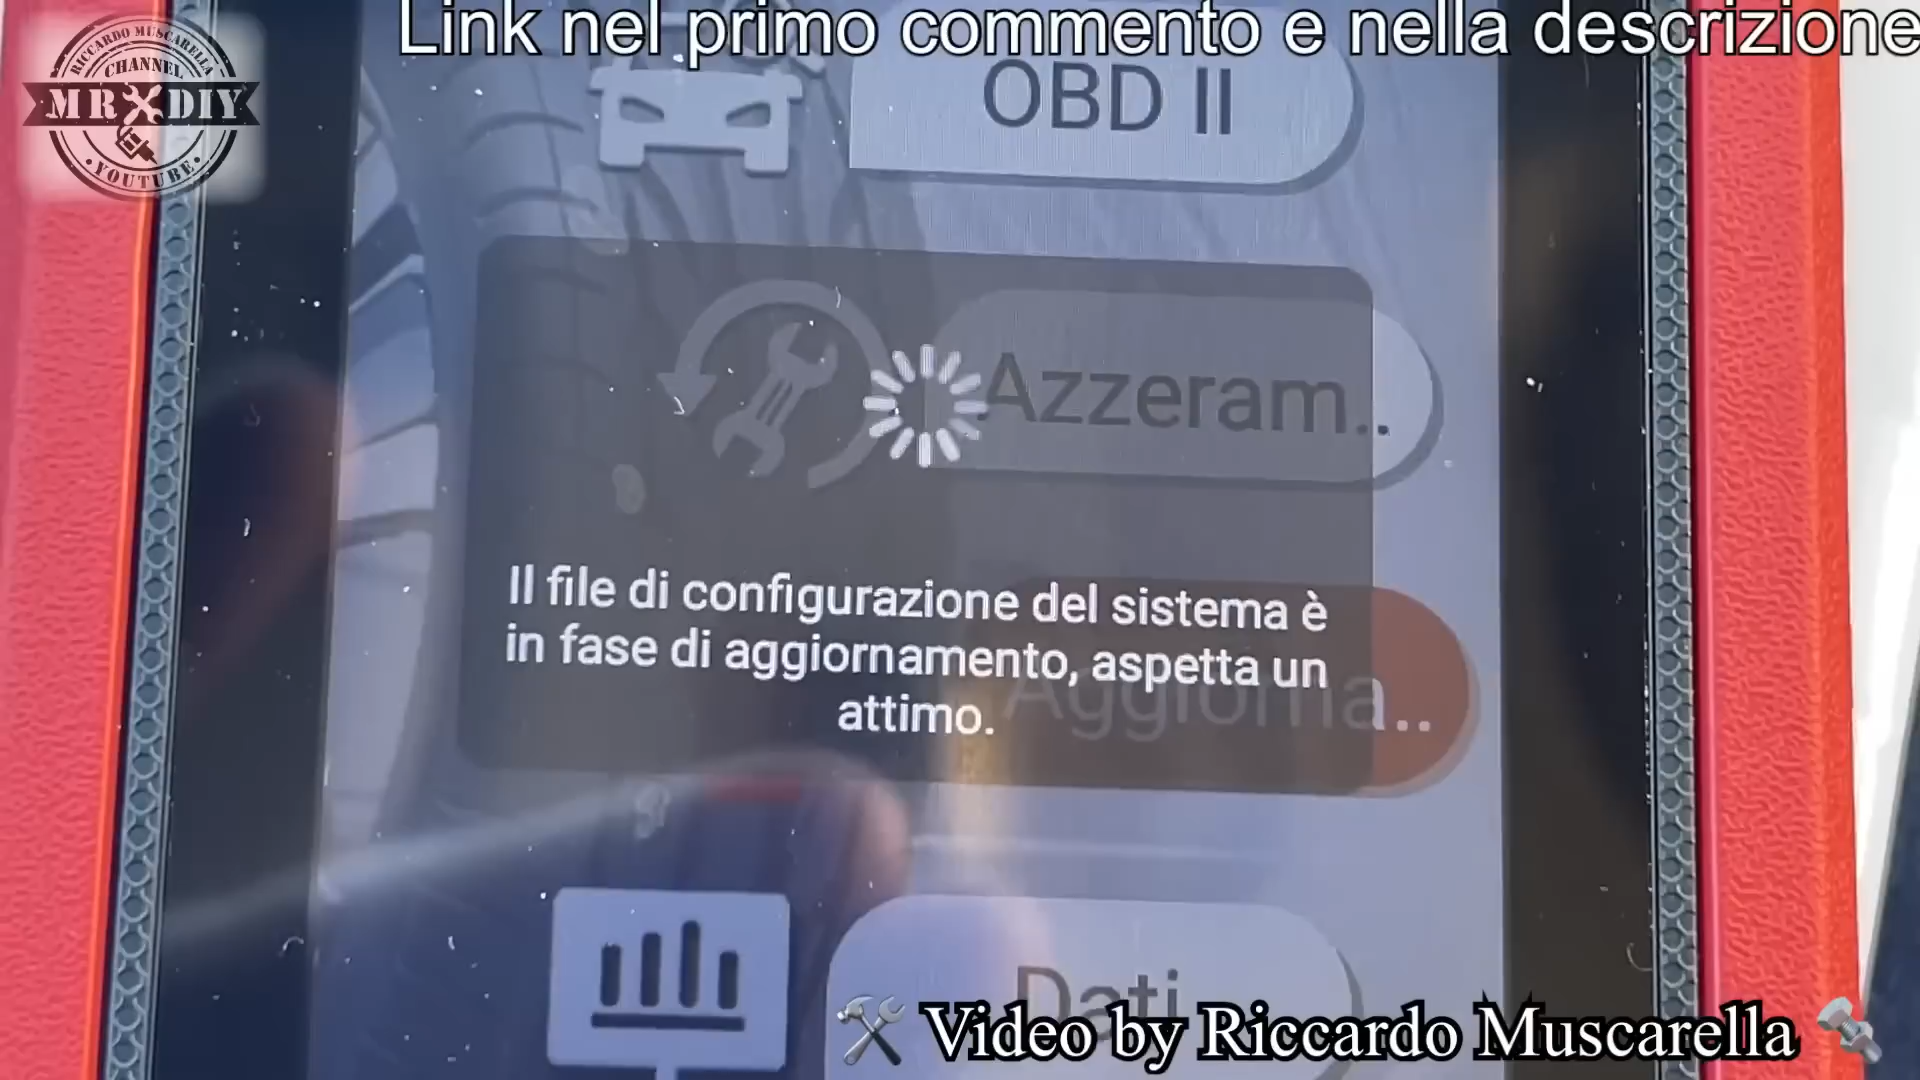 Link nel primo commento e nella descrizione
RICCARDO MUSCARELLA
CHANNEL
MR DIY
YOUTUBE
OBD II
Azzeram..
Il file di configurazione del sistema è
in fase di aggiornamento, aspetta un
attimo.
Aggiorna..
Dati
Video by Riccardo Muscarella